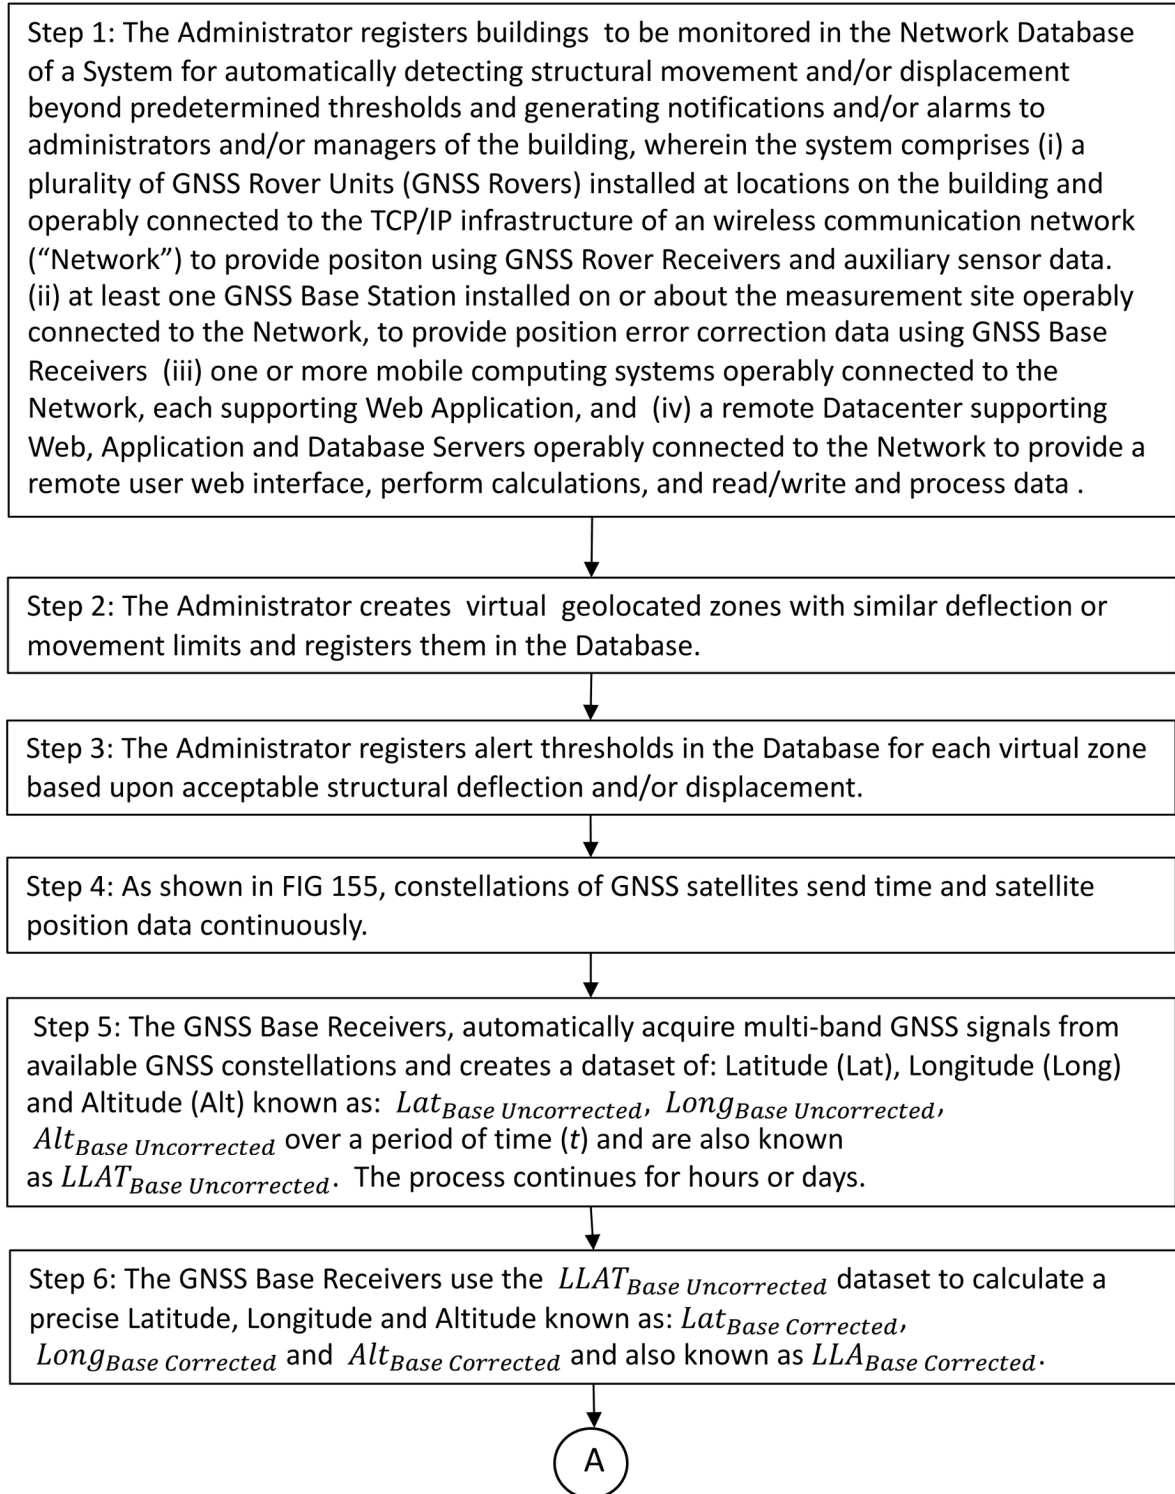 Step 1: The Administrator registers buildings  to be monitored in the Network Database
of a System for automatically detecting structural movement and/or displacement
beyond predetermined thresholds and generating notifications and/or alarms to
administrators and/or managers of the building, wherein the system comprises (i) a
plurality of GNSS Rover Units (GNSS Rovers) installed at locations on the building and
operably connected to the TCP/IP infrastructure of an wireless communication network
(“Network”) to provide positon using GNSS Rover Receivers and auxiliary sensor data.
(ii) at least one GNSS Base Station installed on or about the measurement site operably
connected to the Network, to provide position error correction data using GNSS Base
Receivers  (iii) one or more mobile computing systems operably connected to the
Network, each supporting Web Application, and  (iv) a remote Datacenter supporting
Web, Application and Database Servers operably connected to the Network to provide a
remote user web interface, perform calculations, and read/write and process data .
Step 2: The Administrator creates  virtual  geolocated zones with similar deflection or
movement limits and registers them in the Database.
Step 3: The Administrator registers alert thresholds in the Database for each virtual zone
based upon acceptable structural deflection and/or displacement.
Step 4: As shown in FIG 155, constellations of GNSS satellites send time and satellite
position data continuously.
Step 5: The GNSS Base Receivers, automatically acquire multi-band GNSS signals from
available GNSS constellations and creates a dataset of: Latitude (Lat), Longitude (Long)
and Altitude (Alt) known as:  Lat_Base Uncorrected,  Long_Base Uncorrected,
Alt_Base Uncorrected over a period of time (t) and are also known
as LLAT_Base Uncorrected.  The process continues for hours or days.
Step 6: The GNSS Base Receivers use the  LLAT_Base Uncorrected dataset to calculate a
precise Latitude, Longitude and Altitude known as: Lat_Base Corrected,
Long_Base Corrected and  Alt_Base Corrected and also known as LLA_Base Corrected.
A